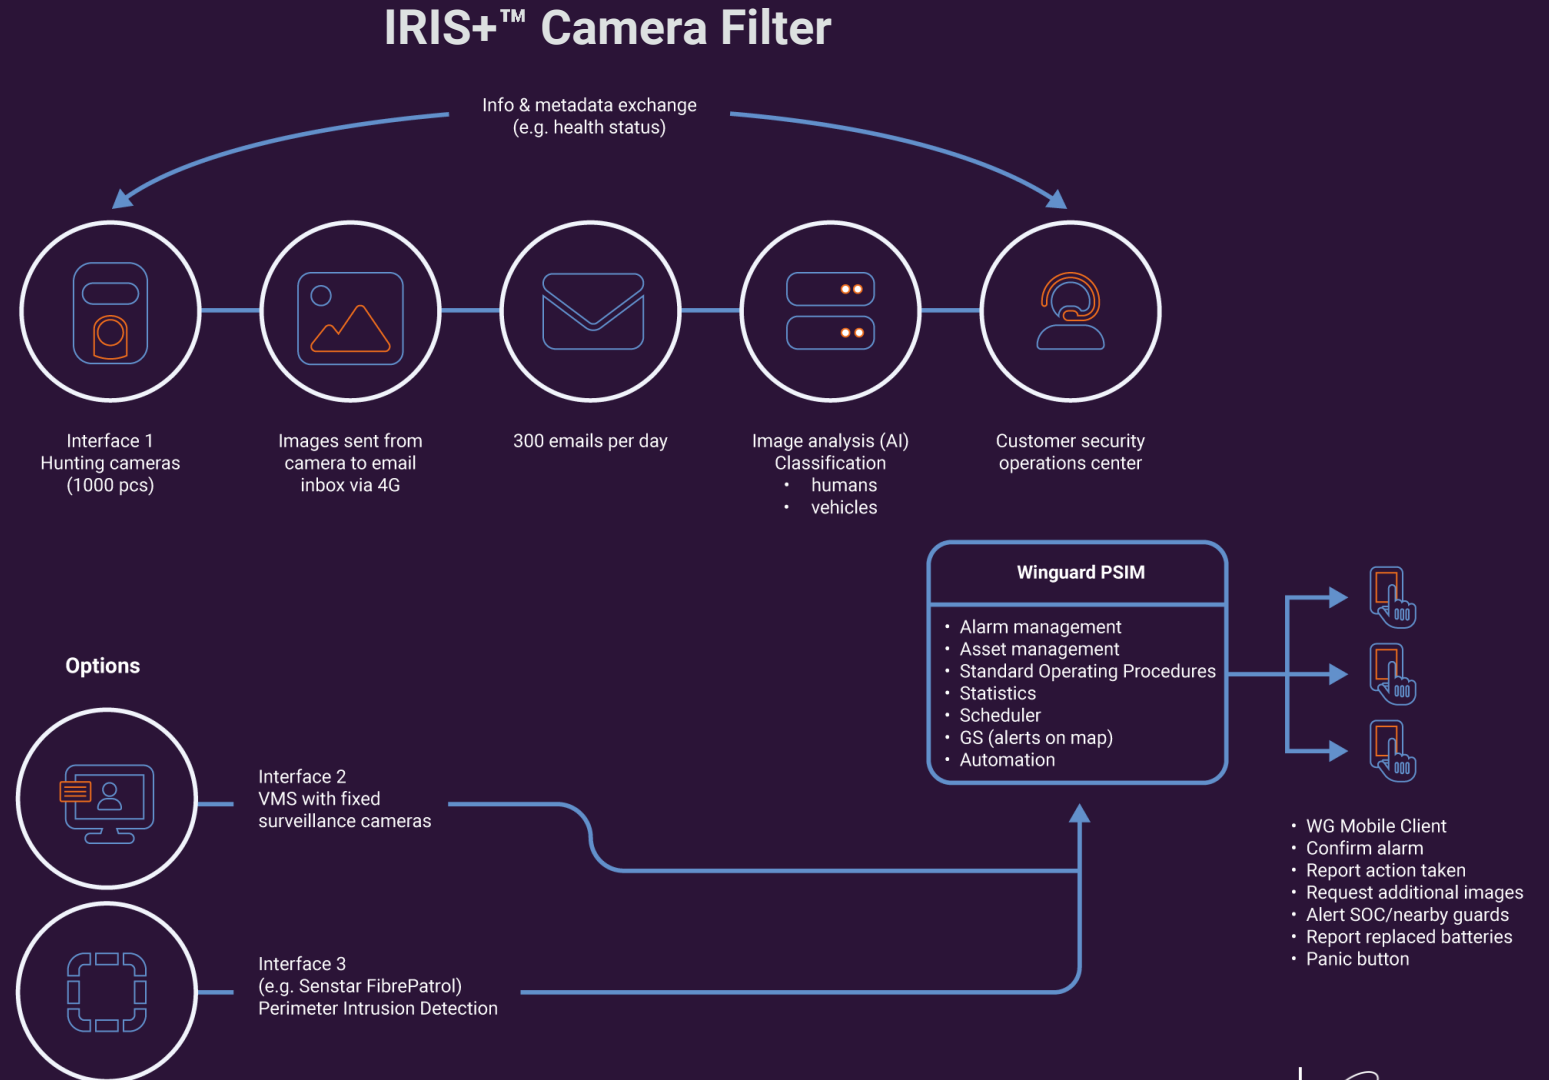 IRIS+™ Camera Filter
Info & metadata exchange
(e.g. health status)
Interface 1
Hunting cameras
(1000 pcs)
Images sent from
camera to email
inbox via 4G
300 emails per day
Image analysis (AI)
Classification
• humans
• vehicles
Customer security
operations center
Winguard PSIM
• Alarm management
• Asset management
• Standard Operating Procedures
• Statistics
• Scheduler
• GS (alerts on map)
• Automation
Options
Interface 2
VMS with fixed
surveillance cameras
Interface 3
(e.g. Senstar FibrePatrol)
Perimeter Intrusion Detection
• WG Mobile Client
• Confirm alarm
• Report action taken
• Request additional images
• Alert SOC/nearby guards
• Report replaced batteries
• Panic button